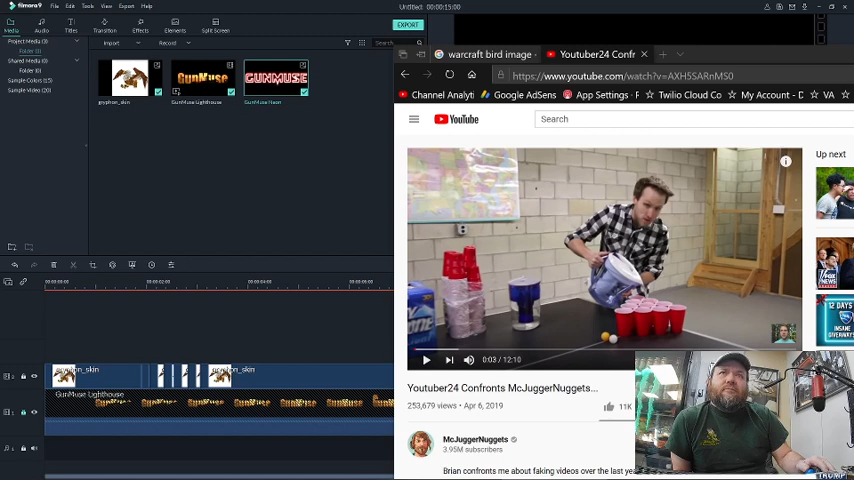 filmora9
File Edit Tools View Export Help
Untitled: 00:00:15:00
Media Audio Titles Transition Effects Elements Split Screen
EXPORT
Project Media (3)
Folder (3)
Shared Media (0)
Folder (0)
Sample Colors (15)
Sample Video (20)
Import
Record
Search
gryphon_skin
GunMuse Lighthouse
GunMuse Neon
GunMuse
GUNMUSE
warcraft bird image
Youtuber24 Confr
https://www.youtube.com/watch?v=AXH5SARnMS0
Channel Analyti
Google AdSens
App Settings - F
Twilio Cloud Co
My Account - D
VA
YouTube
Search
Up next
FOX NEWS
12 DAYS
0:03 / 12:10
Youtuber24 Confronts McJuggerNuggets...
253,679 views • Apr 6, 2019
11K
McJuggerNuggets
3.95M subscribers
Brian confronts me about faking videos over the last yea
gryphon_skin
gryphon_skin
GunMuse Lighthouse
TRUMP